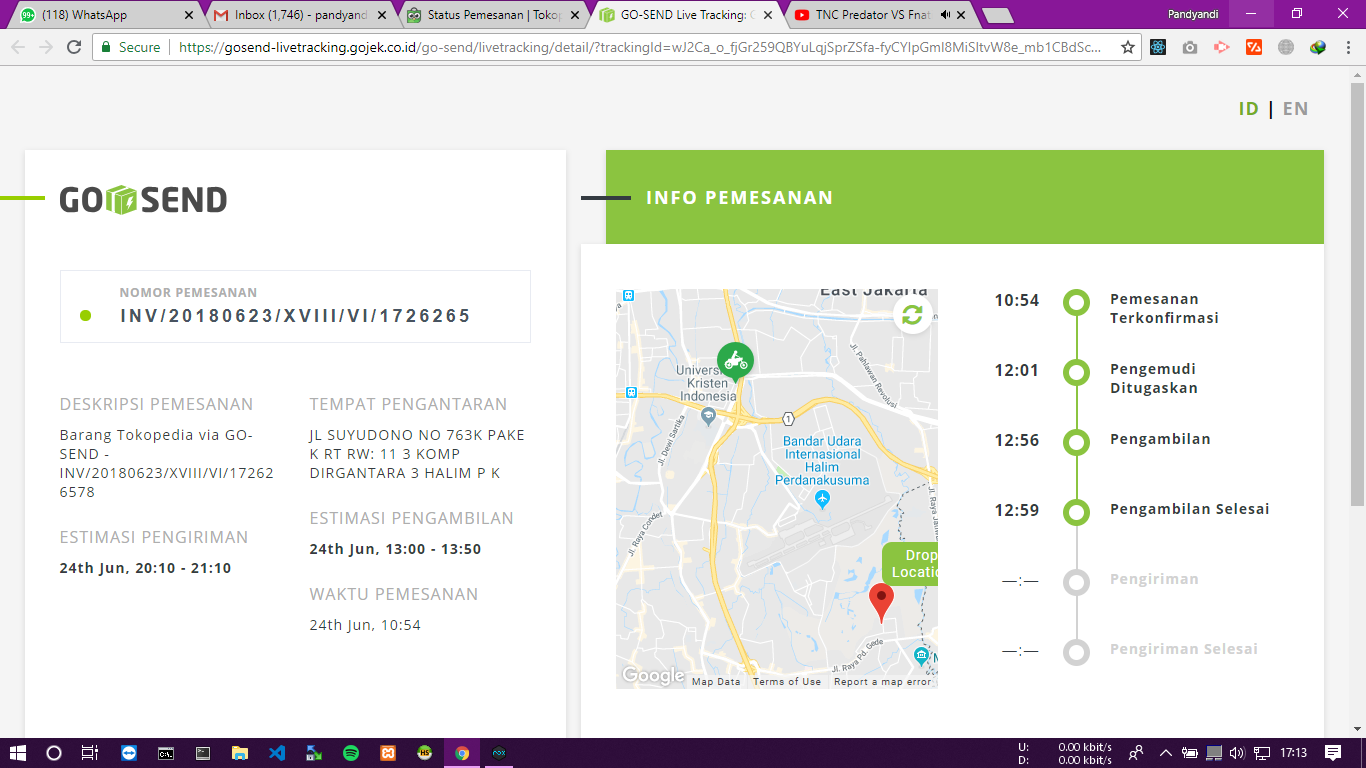 (118) WhatsApp
Inbox (1,746) - pandyand
Status Pemesanan | Tokop
GO-SEND Live Tracking: G
TNC Predator VS Fnat
Pandyandi
Secure
https://gosend-livetracking.gojek.co.id/go-send/livetracking/detail/?trackingId=wJ2Ca_o_fjGr259QBYuLqjSprZSfa-fyCYlpGml8MiSltvW8e_mb1CBdSc...
ID | EN
GO SEND
NOMOR PEMESANAN
INV/20180623/XVIII/VI/1726265
DESKRIPSI PEMESANAN
Barang Tokopedia via GO-
SEND -
INV/20180623/XVIII/VI/17262
6578
ESTIMASI PENGIRIMAN
24th Jun, 20:10 - 21:10
TEMPAT PENGANTARAN
JL SUYUDONO NO 763K PAKE
K RT RW: 11 3 KOMP
DIRGANTARA 3 HALIM P K
ESTIMASI PENGAMBILAN
24th Jun, 13:00 - 13:50
WAKTU PEMESANAN
24th Jun, 10:54
INFO PEMESANAN
East Jakarta
Jl. Pahlawan Revolusi
Univers
Kristen
Indonesia
1
Jl. Dewi Sartika
Bandar Udara
Internasional
Halim
Perdanakusuma
Jl. Raya Condet
Jl. Raya Jatiwa
Drop
Locatio
Jl. Raya Pd. Gede
Google
Map Data
Terms of Use
Report a map error
10:54
Pemesanan
Terkonfirmasi
12:01
Pengemudi
Ditugaskan
12:56
Pengambilan
12:59
Pengambilan Selesai
—:—
Pengiriman
—:—
Pengiriman Selesai
U: 0.00 kbit/s
D: 0.00 kbit/s
17:13